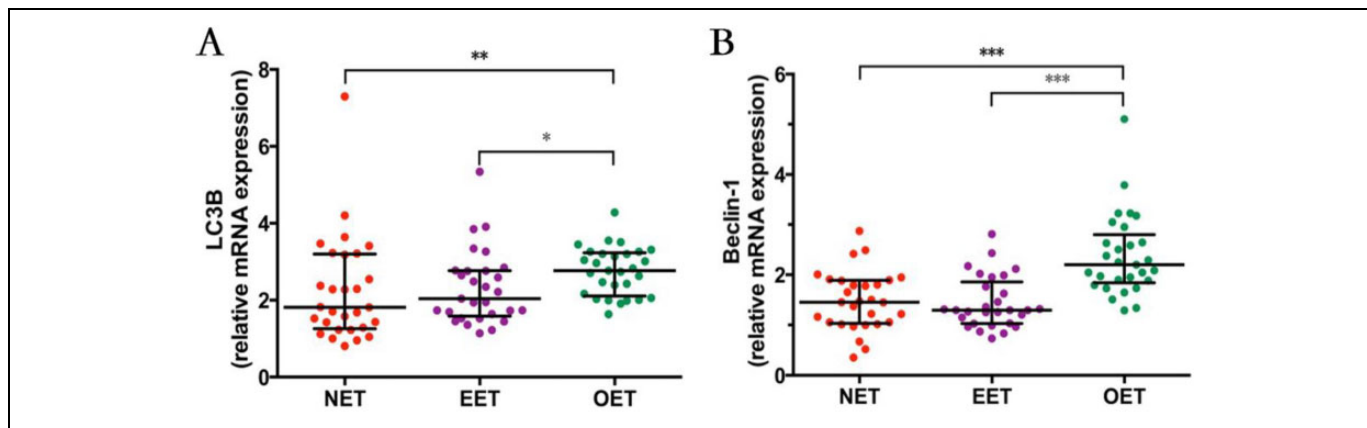 A
LC3B
(relative mRNA expression)
8
6
4
2
0
**
*
NET
EET
OET
B
Beclin-1
(relative mRNA expression)
6
4
2
0
***
***
NET
EET
OET